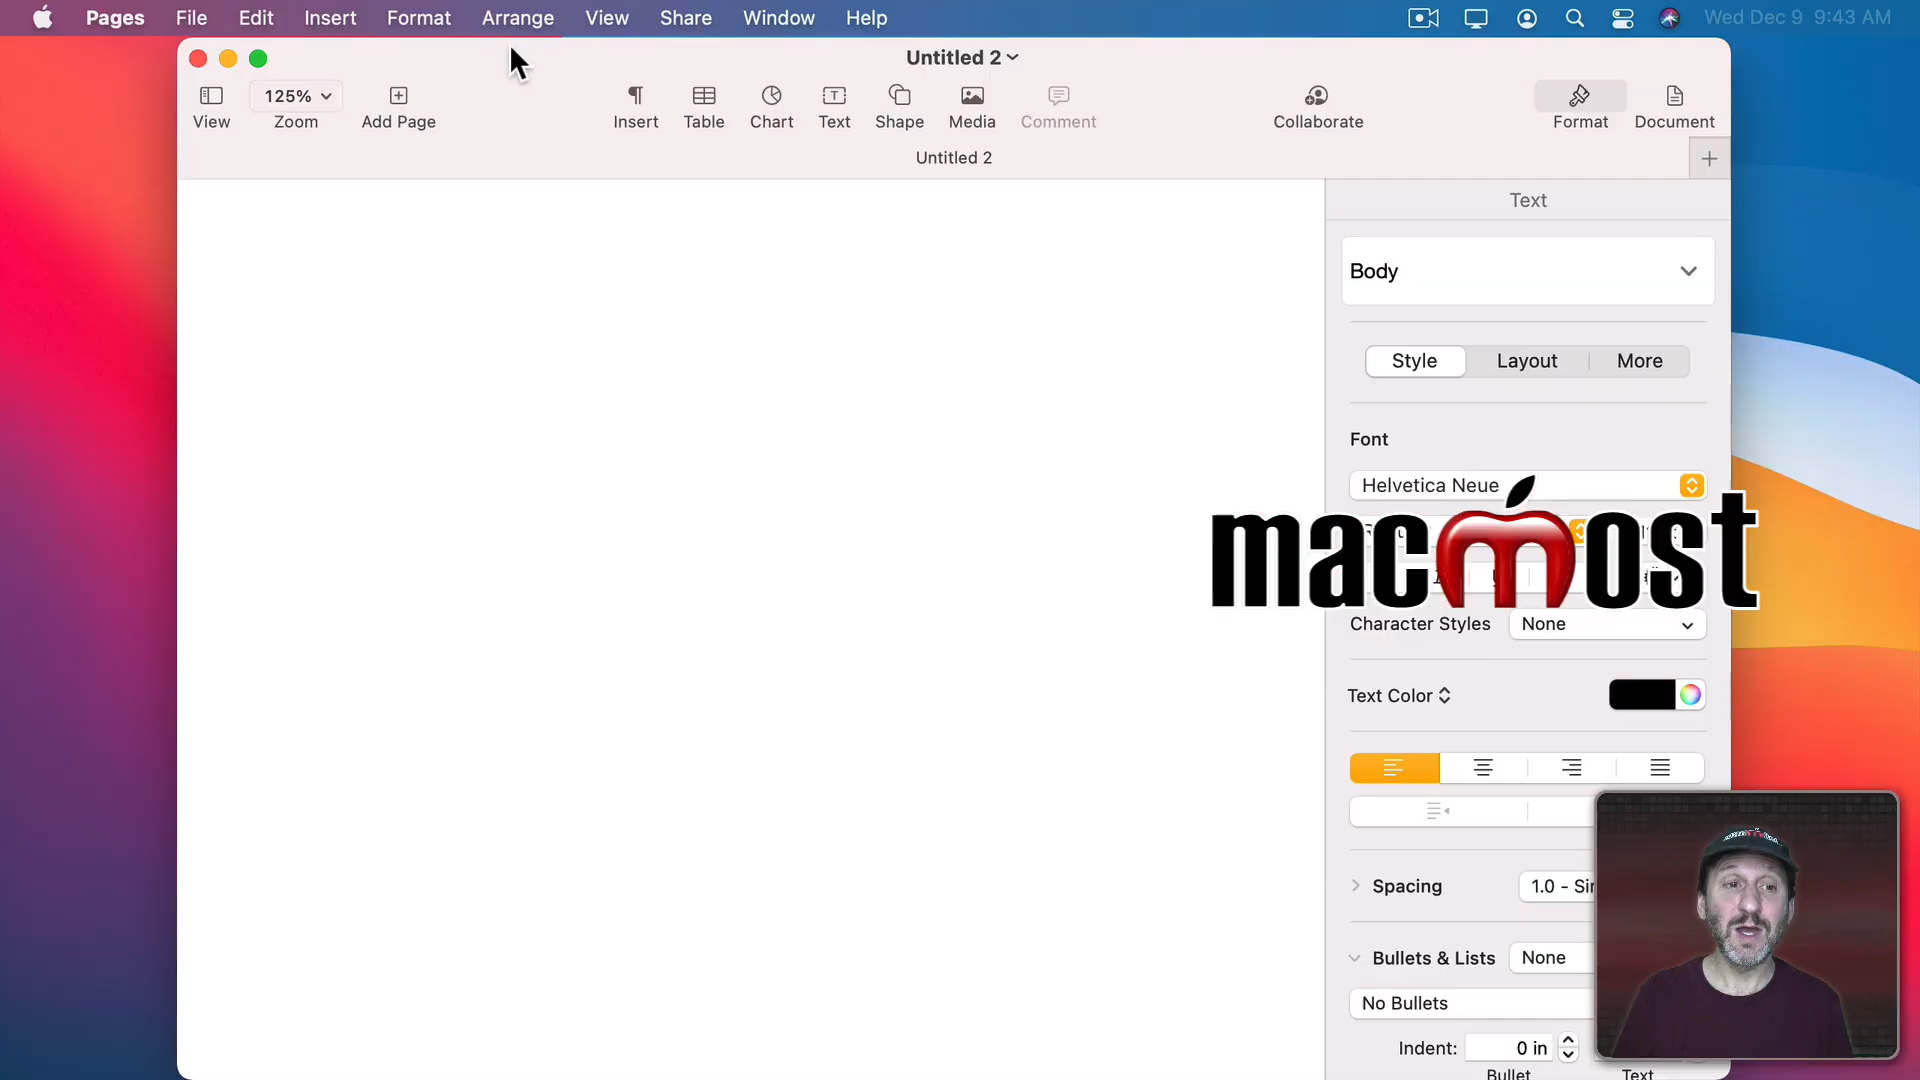 Pages File Edit Insert Format Arrange View Share Window Help Wed Dec 9 9:43 AM
Untitled 2
125%
View Zoom Add Page Insert Table Chart Text Shape Media Comment Collaborate Format Document
Untitled 2
Text
Body
Style Layout More
Font
Helvetica Neue
macmost
Character Styles None
Text Color
Spacing 1.0 -
Bullets & Lists None
No Bullets
Indent: 0 in
Bullet Text